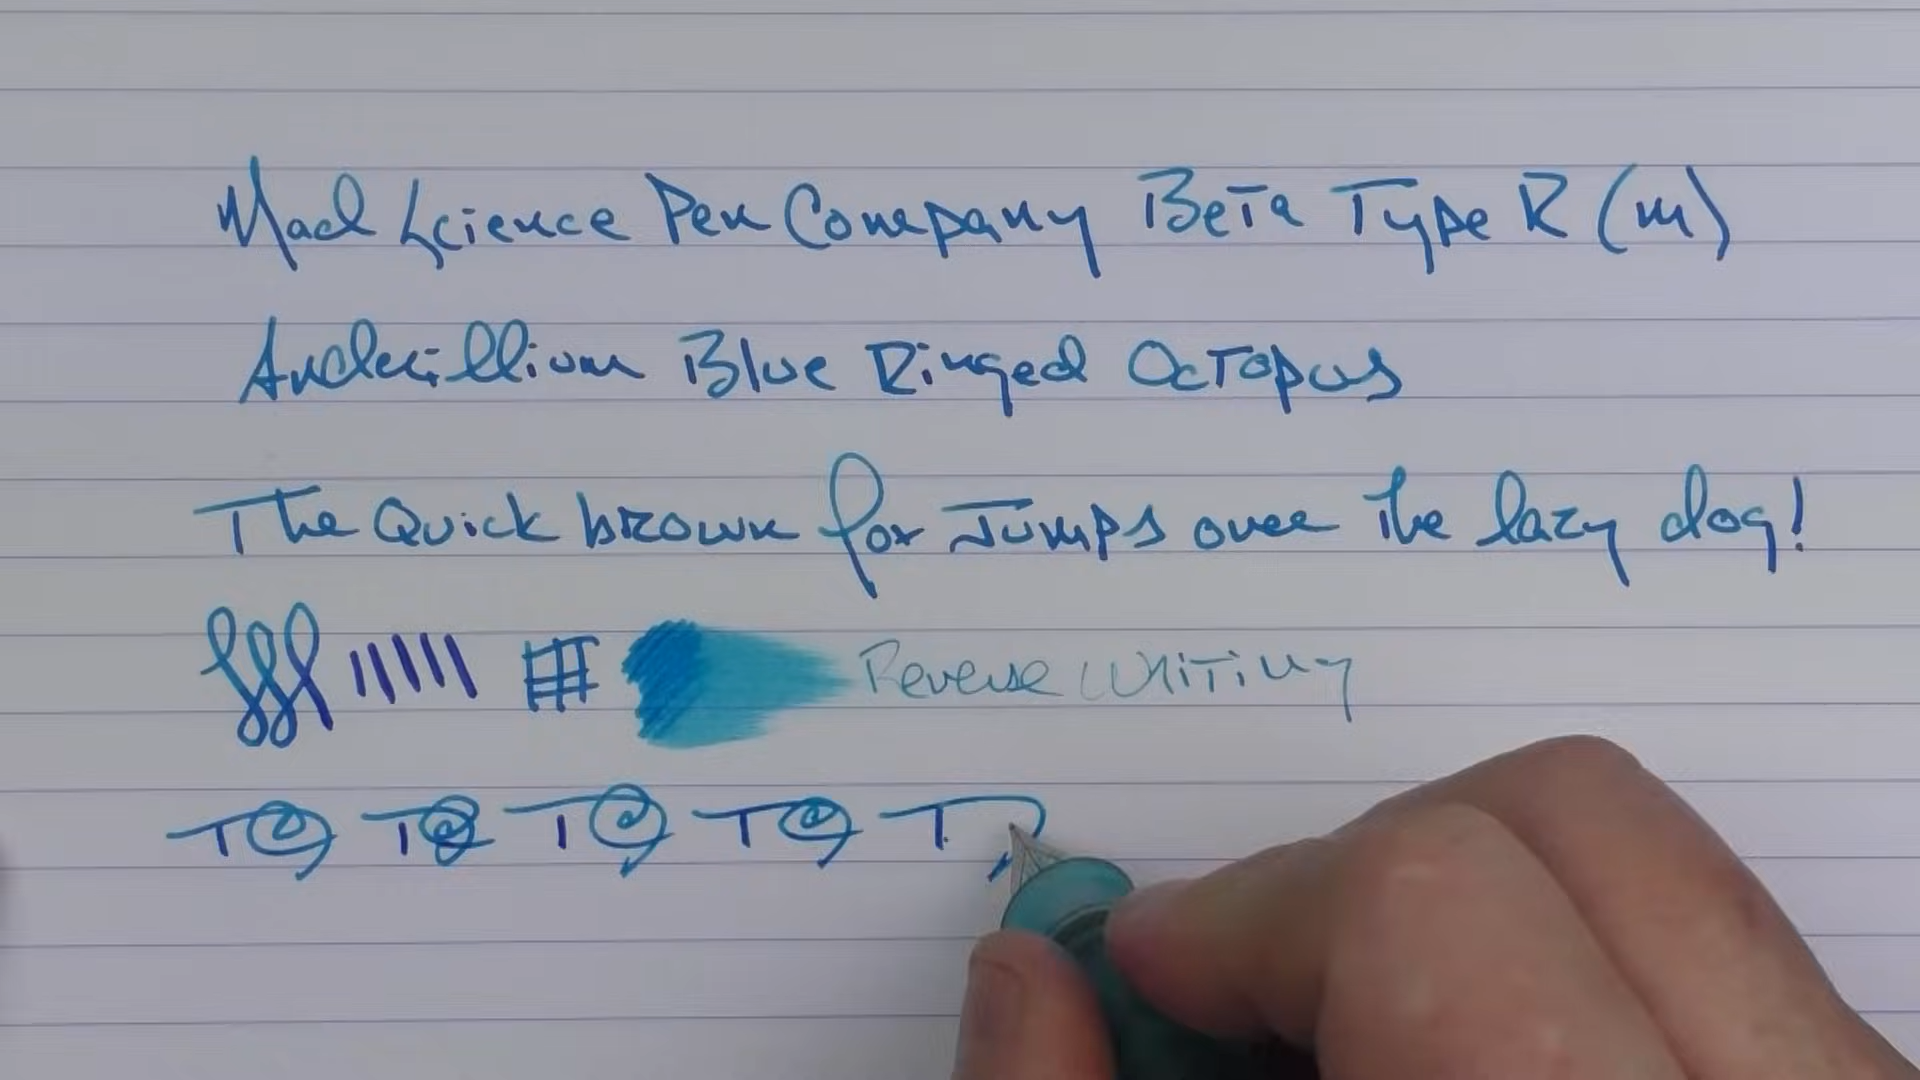 Mad Science Pen Company Beta Type R (m)
Anderillium Blue Ringed Octopus
The Quick brown fox Jumps over the lazy dog!
Reverse Writing